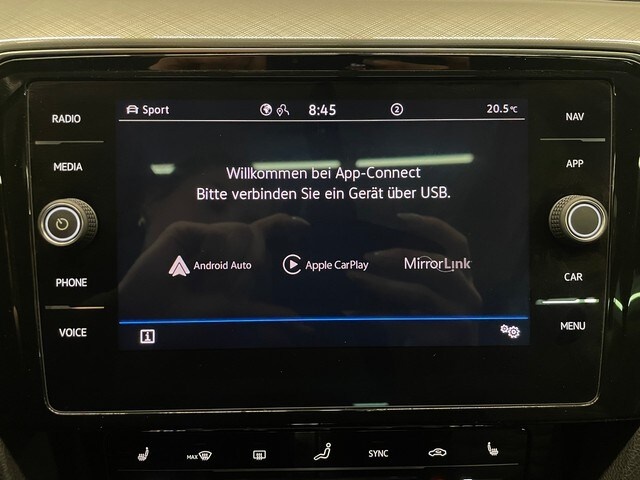 RADIO
MEDIA
PHONE
VOICE
Sport 8:45 2 20.5°C
Willkommen bei App-Connect
Bitte verbinden Sie ein Gerät über USB.
Android Auto Apple CarPlay MirrorLink
i
NAV
APP
CAR
MENU
MAX SYNC